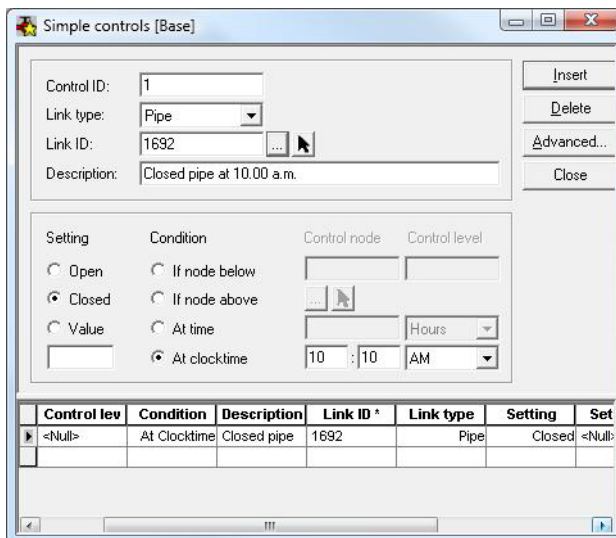 Simple controls [Base]
Control ID: 1 Insert
Link type: Pipe Delete
Link ID: 1692 ... Advanced...
Description: Closed pipe at 10.00 a.m. Close
Setting Condition Control node Control level
Open If node below
Closed If node above ...
Value At time Hours
At clocktime 10 : 10 AM
Control lev Condition Description Link ID * Link type Setting Set
<Null> At Clocktime Closed pipe 1692 Pipe Closed <Null>